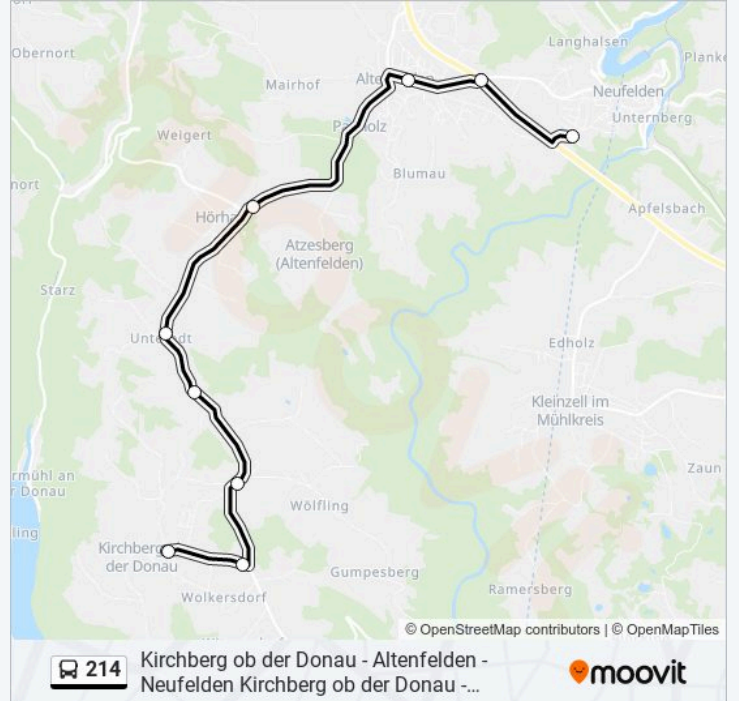 Obernort
Langhalsen
Mairhof
Neufelden
Unternberg
Weigert
Blumau
Apfelsbach
Atzesberg
(Altenfelden)
Starz
Edholz
Kleinzell im
Mühlkreis
Zaun
Wölfling
Kirchberg
der Donau
Gumpesberg
Ramersberg
Wolkersdorf
© OpenStreetMap contributors | © OpenMapTiles
214
Kirchberg ob der Donau - Altenfelden -
Neufelden Kirchberg ob der Donau -...
moovit